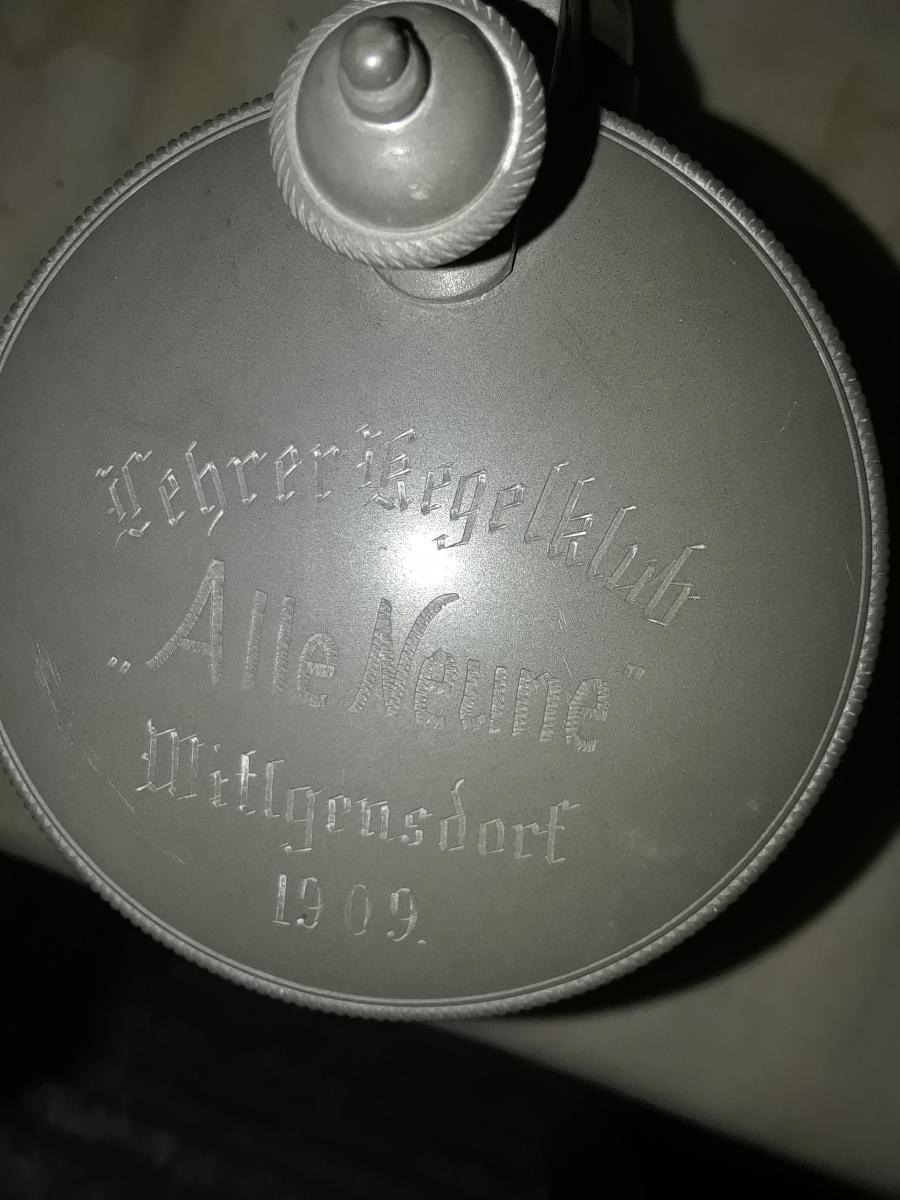 Lehrer Kegelklub
„Alle Neune“
Wittgensdorf
1909.